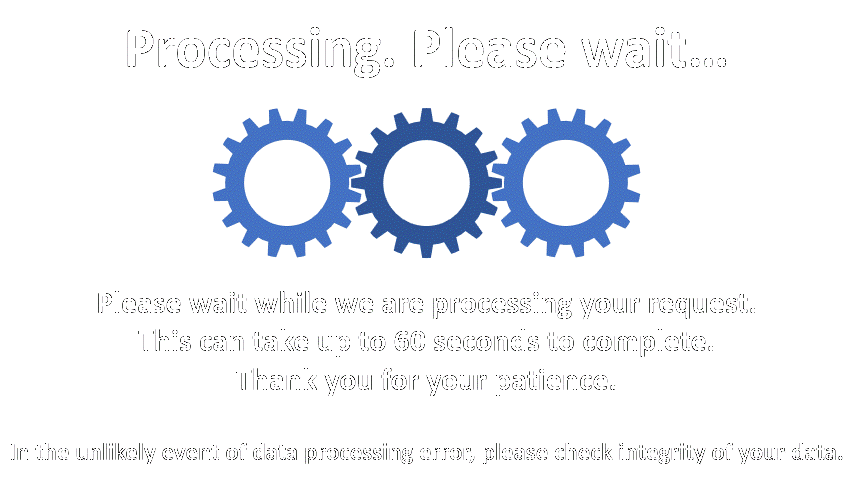 Processing. Please wait...
Please wait while we are processing your request.
This can take up to 60 seconds to complete.
Thank you for your patience.
In the unlikely event of data processing error, please check integrity of your data.